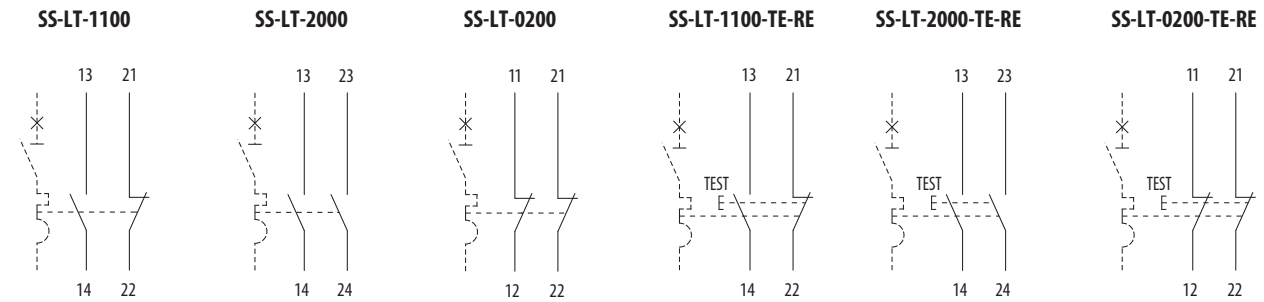 SS-LT-1100 SS-LT-2000 SS-LT-0200 SS-LT-1100-TE-RE SS-LT-2000-TE-RE SS-LT-0200-TE-RE
13 21 13 23 11 21 13 21 13 23 11 21
TEST TEST TEST
14 22 14 24 12 22 14 22 14 24 12 22